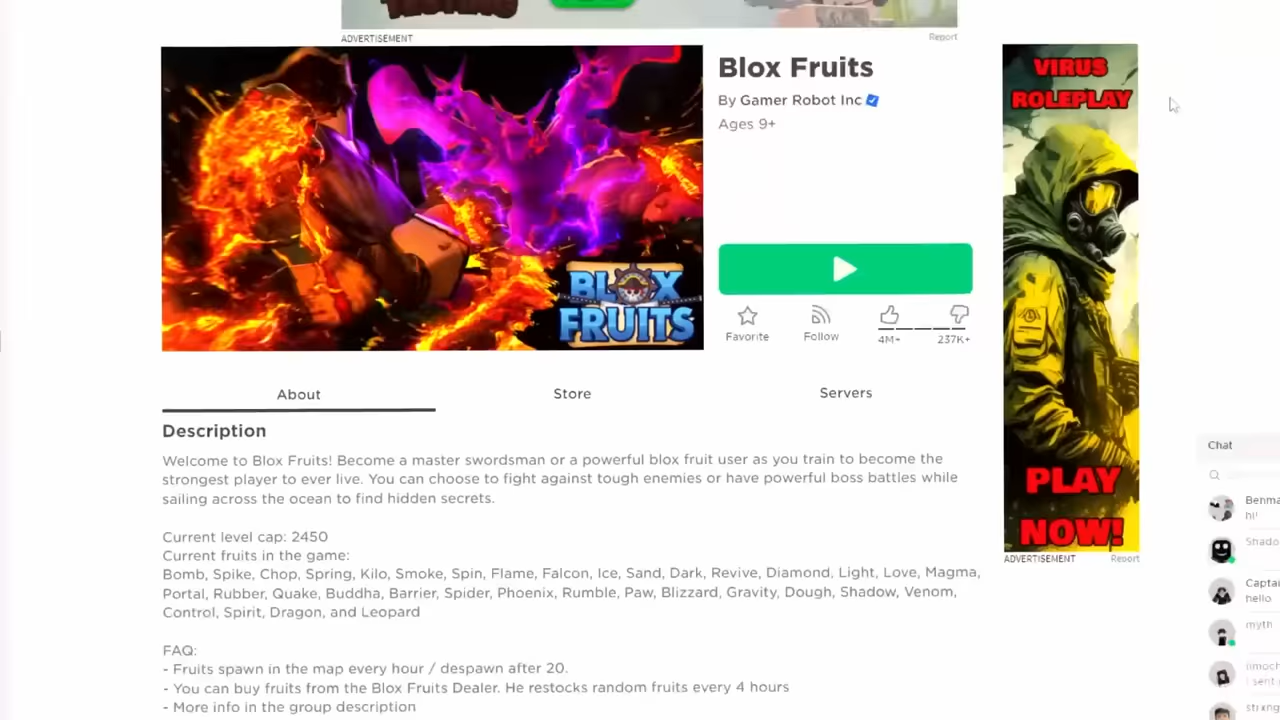 ADVERTISEMENT
Report
BLOX
FRUITS
Blox Fruits
By Gamer Robot Inc
Ages 9+
Favorite
Follow
4M+
237K+
VIRUS
ROLEPLAY
PLAY
NOW!
ADVERTISEMENT
Report
About
Store
Servers
Description
Welcome to Blox Fruits! Become a master swordsman or a powerful blox fruit user as you train to become the
strongest player to ever live. You can choose to fight against tough enemies or have powerful boss battles while
sailing across the ocean to find hidden secrets.
Current level cap: 2450
Current fruits in the game:
Bomb, Spike, Chop, Spring, Kilo, Smoke, Spin, Flame, Falcon, Ice, Sand, Dark, Revive, Diamond, Light, Love, Magma,
Portal, Rubber, Quake, Buddha, Barrier, Spider, Phoenix, Rumble, Paw, Blizzard, Gravity, Dough, Shadow, Venom,
Control, Spirit, Dragon, and Leopard
FAQ:
- Fruits spawn in the map every hour / despawn after 20.
- You can buy fruits from the Blox Fruits Dealer. He restocks random fruits every 4 hours
- More info in the group description
Chat
Benma
hi!
Shado
Capta
hello
myth
I sent